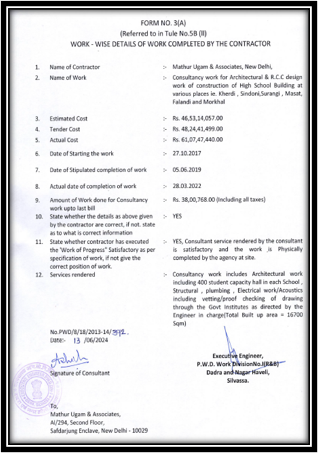 FORM NO. 3(A)
(Referred to in Tule No.5B (ll)
WORK - WISE DETAILS OF WORK COMPLETED BY THE CONTRACTOR
1. Name of Contractor :- Mathur Ugam & Associates, New Delhi,
2. Name of Work :- Consultancy work for Architectural & R.C.C design
work of construction of High School Building at
various places ie. Kherdi , Sindoni,Surangi , Masat,
Falandi and Morkhal
3. Estimated Cost :- Rs. 46,53,14,057.00
4. Tender Cost :- Rs. 48,24,41,499.00
5. Actual Cost :- Rs. 61,07,47,440.00
6. Date of Starting the work :- 27.10.2017
7. Date of Stipulated completion of work :- 05.06.2019
8. Actual date of completion of work :- 28.03.2022
9. Amount of Work done for Consultancy :- Rs. 38,00,768.00 (Including all taxes)
work upto last bill
10. State whether the details as above given :- YES
by the contractor are correct, if not. state
as to what is correct information
11. State whether contractor has executed :- YES, Consultant service rendered by the consultant
the "Work of Progress" Satisfactory as per is satisfactory and the work is Physically
specification of work, if not give the completed by the agency at site.
correct position of work.
12. Services rendered :- Consultancy work includes Architectural work
including 400 student capacity hall in each School ,
Structural , plumbing , Electrical work/Acoustics
including vetting/proof checking of drawing
through the Govt Institutes as directed by the
Engineer in charge(Total Built up area = 16700
Sqm)
No.PWD/8/18/2013-14/372
Date:- 13 /06/2024
Signature of Consultant
Executive Engineer,
P.W.D. Work DivisionNo.I(R&B)
Dadra and Nagar Haveli,
Silvassa.
To,
Mathur Ugam & Associates,
Al/294, Second Floor,
Safdarjung Enclave, New Delhi - 10029